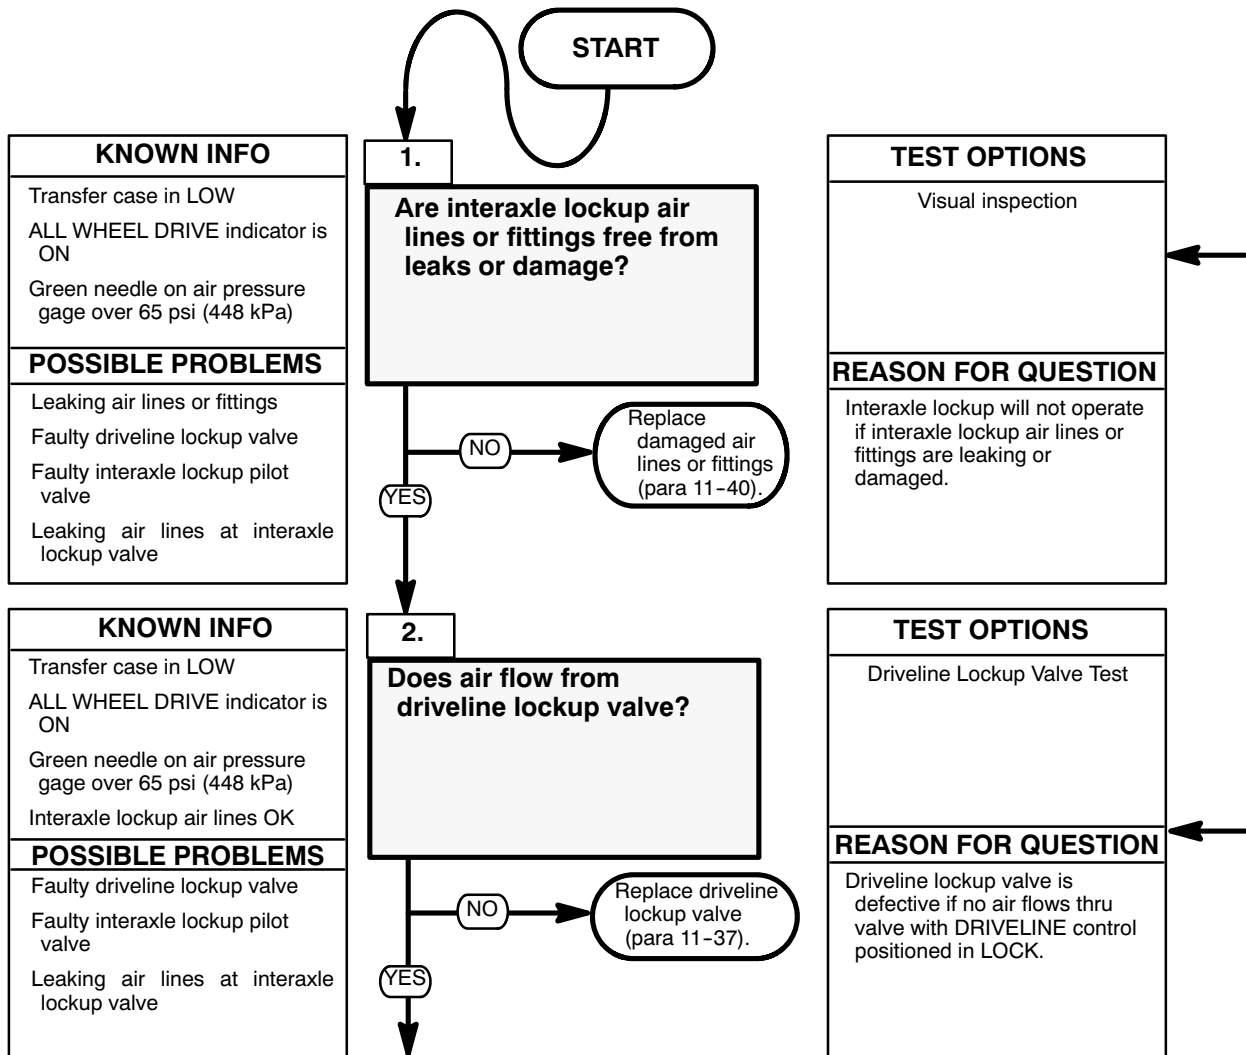 START
KNOWN INFO
Transfer case in LOW
ALL WHEEL DRIVE indicator is
ON
Green needle on air pressure
gage over 65 psi (448 kPa)
POSSIBLE PROBLEMS
Leaking air lines or fittings
Faulty driveline lockup valve
Faulty interaxle lockup pilot
valve
Leaking air lines at interaxle
lockup valve
1.
Are interaxle lockup air
lines or fittings free from
leaks or damage?
NO
Replace
damaged air
lines or fittings
(para 11-40).
YES
TEST OPTIONS
Visual inspection
REASON FOR QUESTION
Interaxle lockup will not operate
if interaxle lockup air lines or
fittings are leaking or
damaged.
KNOWN INFO
Transfer case in LOW
ALL WHEEL DRIVE indicator is
ON
Green needle on air pressure
gage over 65 psi (448 kPa)
Interaxle lockup air lines OK
POSSIBLE PROBLEMS
Faulty driveline lockup valve
Faulty interaxle lockup pilot
valve
Leaking air lines at interaxle
lockup valve
2.
Does air flow from
driveline lockup valve?
NO
Replace driveline
lockup valve
(para 11-37).
YES
TEST OPTIONS
Driveline Lockup Valve Test
REASON FOR QUESTION
Driveline lockup valve is
defective if no air flows thru
valve with DRIVELINE control
positioned in LOCK.